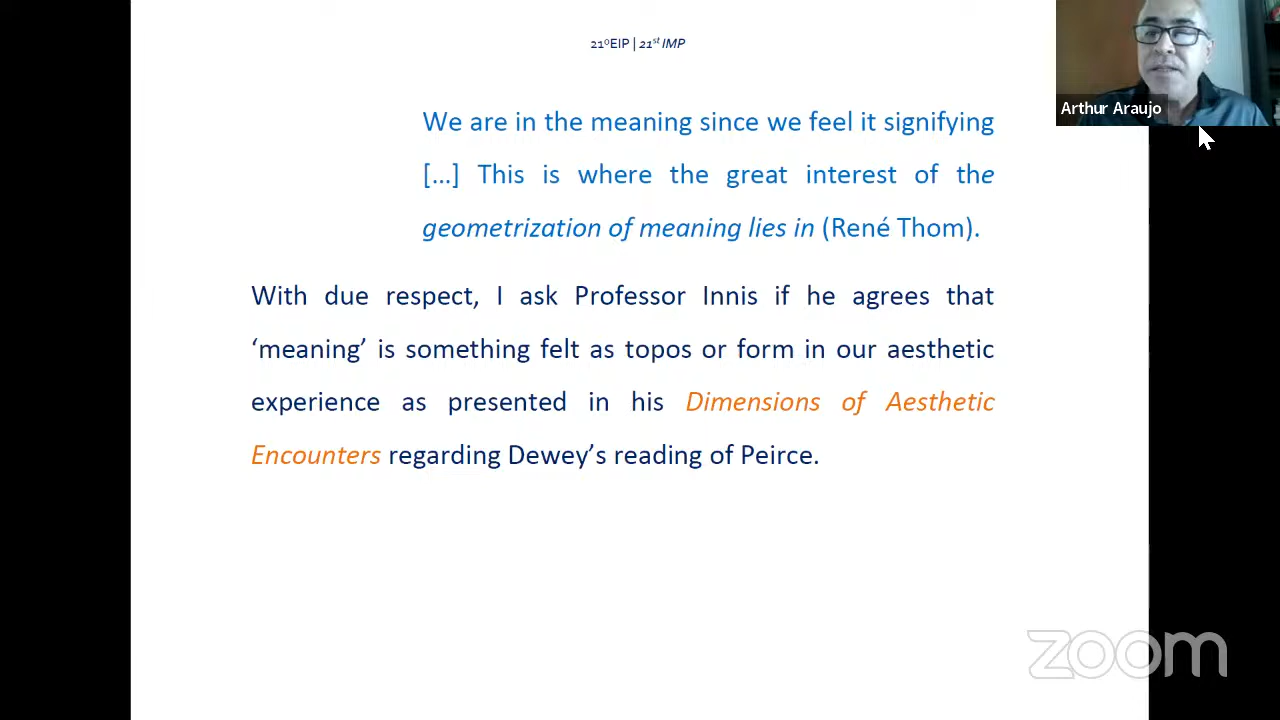 21ºEIP | 21st IMP
Arthur Araujo
We are in the meaning since we feel it signifying
[...] This is where the great interest of the
geometrization of meaning lies in (René Thom).
With due respect, I ask Professor Innis if he agrees that
‘meaning’ is something felt as topos or form in our aesthetic
experience as presented in his Dimensions of Aesthetic
Encounters regarding Dewey’s reading of Peirce.
zoom